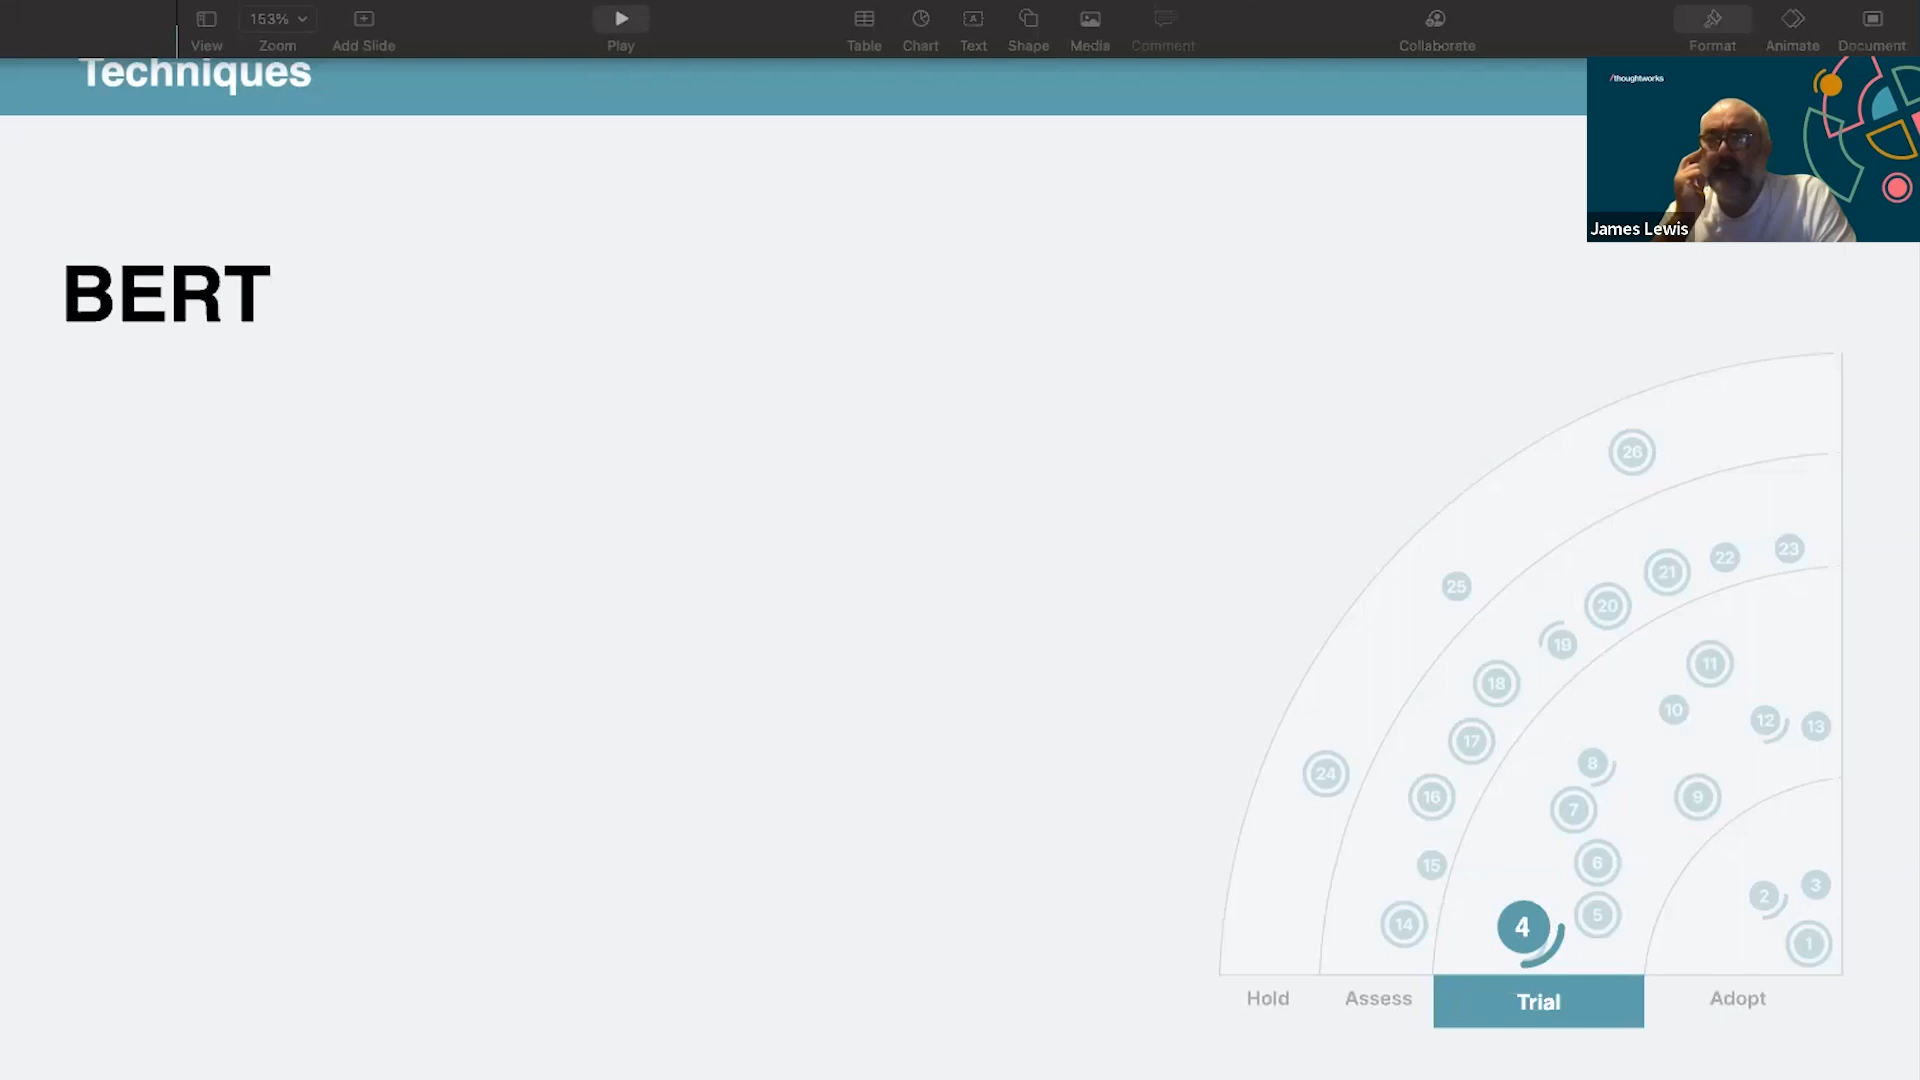 153%
View
Zoom
Add Slide
Play
Table
Chart
Text
Shape
Media
Comment
Collaborate
Format
Animate
Document
Techniques
/thoughtworks
James Lewis
BERT
26
25
23
22
21
20
19
18
17
16
15
14
24
11
10
12
13
8
7
9
6
5
4
2
3
1
Hold
Assess
Trial
Adopt